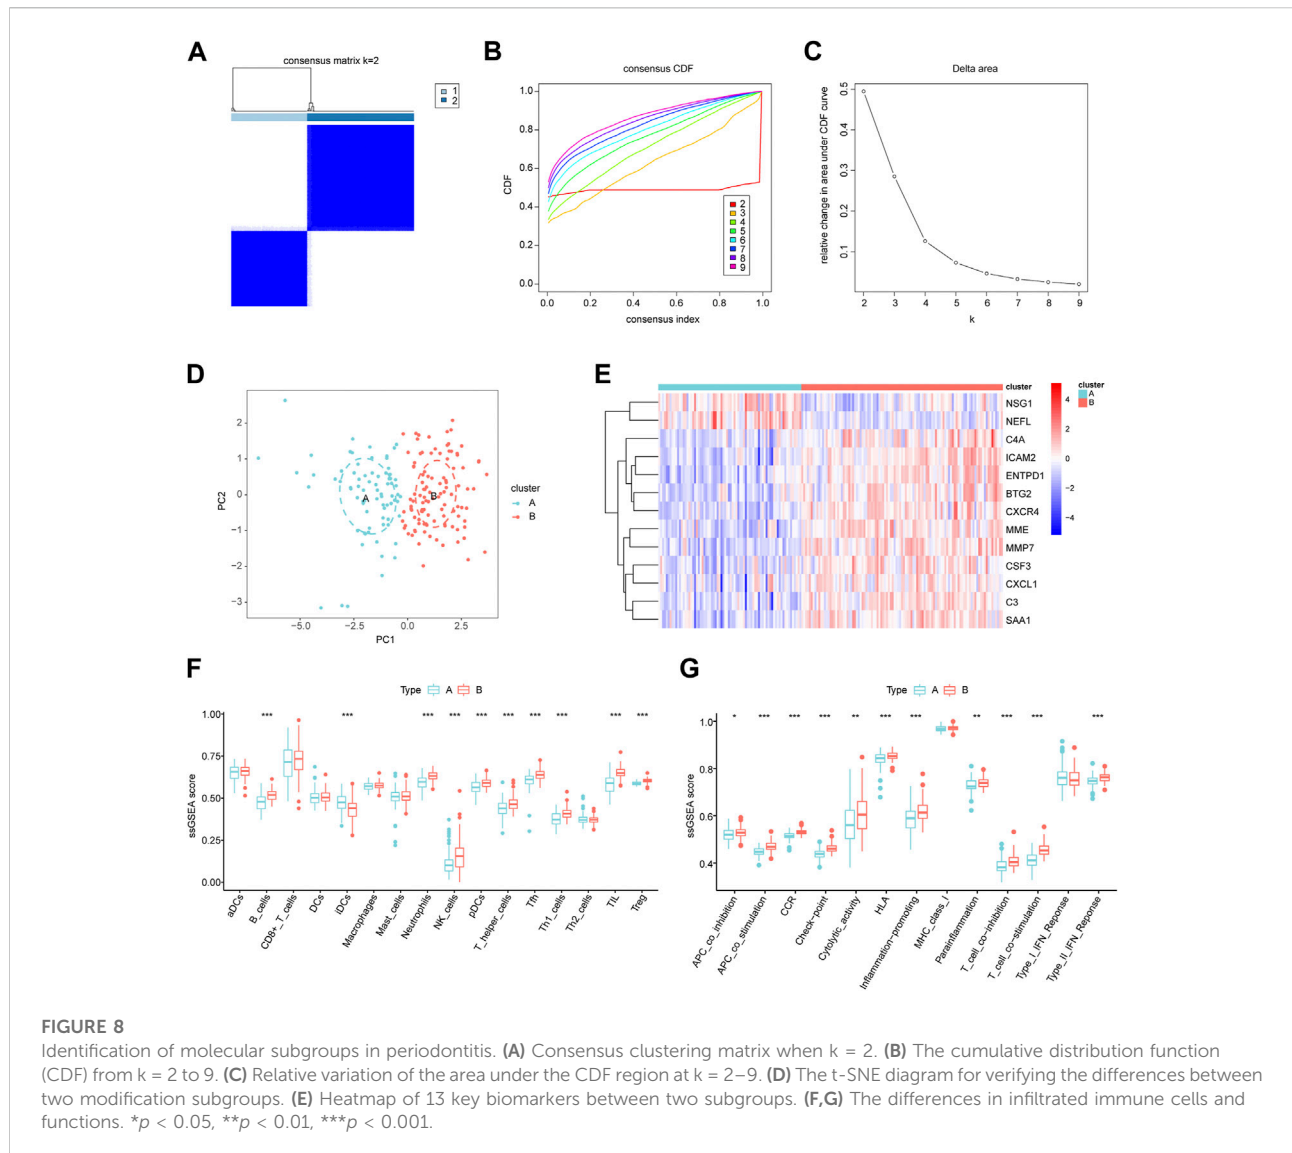 A
consensus matrix k=2
1
2
B
consensus CDF
CDF
1.0
0.8
0.6
0.4
0.2
0.0
0.0 0.2 0.4 0.6 0.8 1.0
consensus index
2
3
4
5
6
7
8
9
C
Delta area
relative change in area under CDF curve
0.5
0.4
0.3
0.2
0.1
2 3 4 5 6 7 8 9
k
D
PC2
2
1
0
−1
−2
−3
A
B
−5.0 −2.5 0.0 2.5
PC1
cluster
A
B
E
cluster
NSG1
NEFL
C4A
ICAM2
ENTPD1
BTG2
CXCR4
MME
MMP7
CSF3
CXCL1
C3
SAA1
4
2
0
−2
−4
cluster
A
B
F
Type A B
ssGSEA score
1.00
0.75
0.50
0.25
0.00
*** *** *** *** *** *** *** *** *** ***
aDCs
B_cells
CD8+_T_cells
DCs
iDCs
Macrophages
Mast_cells
Neutrophils
NK_cells
pDCs
T_helper_cells
Tfh
Th1_cells
Th2_cells
TIL
Treg
G
Type A B
ssGSEA score
1.0
0.8
0.6
0.4
* *** *** *** ** *** *** ** *** *** ***
APC_co_inhibition
APC_co_stimulation
CCR
Check−point
Cytolytic_activity
HLA
Inflammation−promoting
MHC_class_I
Parainflammation
T_cell_co−inhibition
T_cell_co−stimulation
Type_I_IFN_Reponse
Type_II_IFN_Reponse
FIGURE 8
Identification of molecular subgroups in periodontitis. (A) Consensus clustering matrix when k = 2. (B) The cumulative distribution function
(CDF) from k = 2 to 9. (C) Relative variation of the area under the CDF region at k = 2–9. (D) The t-SNE diagram for verifying the differences between
two modification subgroups. (E) Heatmap of 13 key biomarkers between two subgroups. (F,G) The differences in infiltrated immune cells and
functions. *p < 0.05, **p < 0.01, ***p < 0.001.